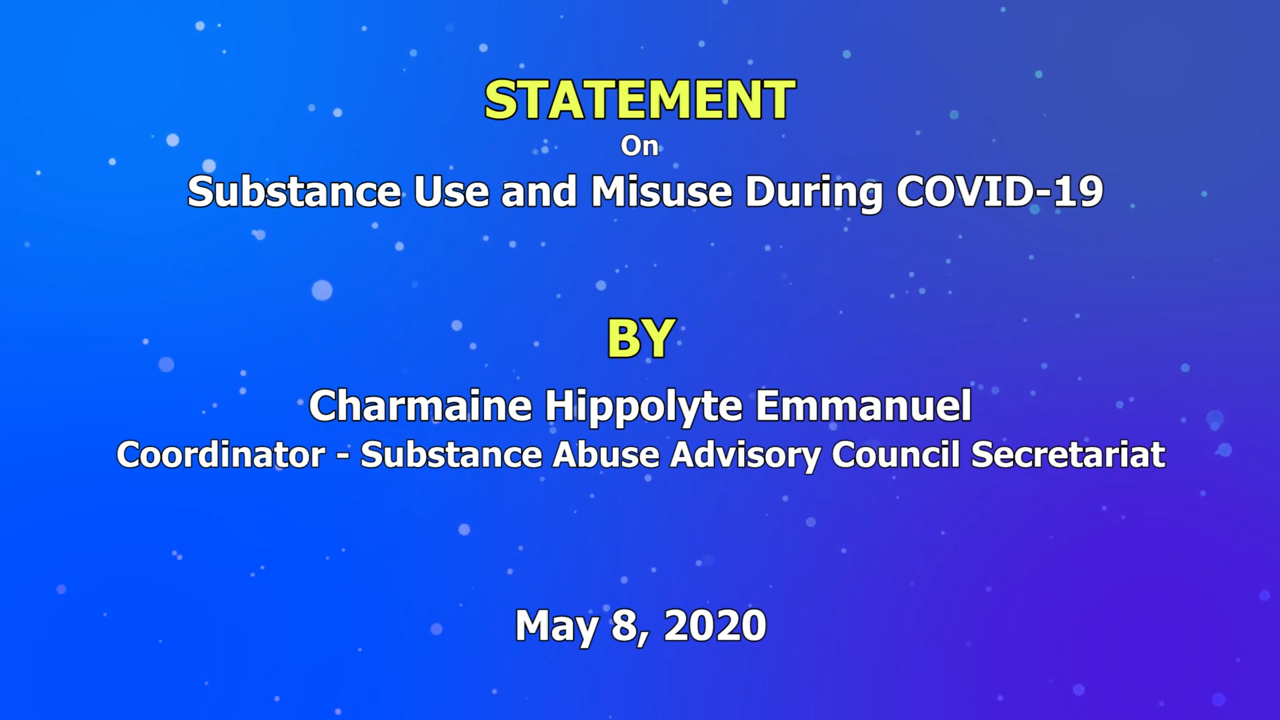 STATEMENT
On
Substance Use and Misuse During COVID-19
BY
Charmaine Hippolyte Emmanuel
Coordinator - Substance Abuse Advisory Council Secretariat
May 8, 2020